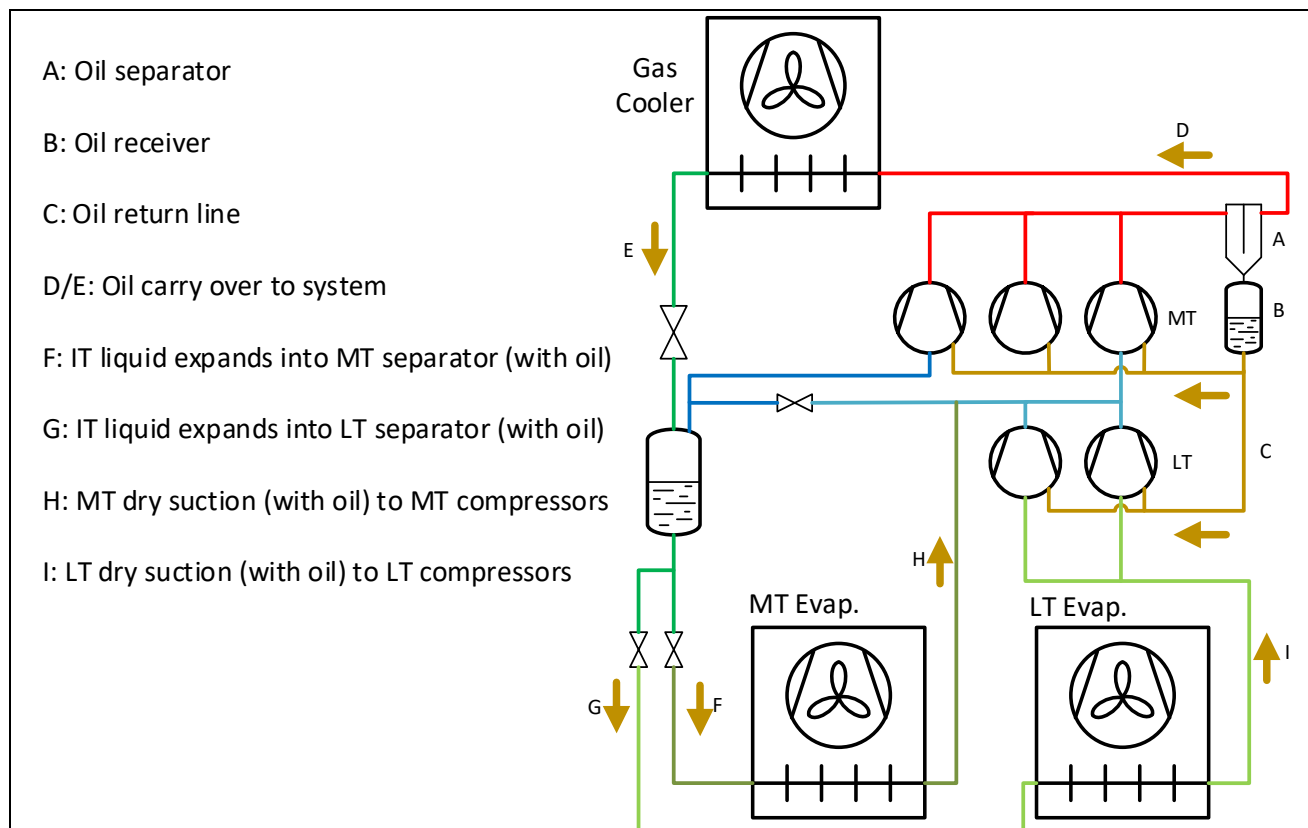 A: Oil separator
B: Oil receiver
C: Oil return line
D/E: Oil carry over to system
F: IT liquid expands into MT separator (with oil)
G: IT liquid expands into LT separator (with oil)
H: MT dry suction (with oil) to MT compressors
I: LT dry suction (with oil) to LT compressors
Gas
Cooler
D
E
A
MT
B
LT
C
H
MT Evap.
LT Evap.
I
G
F